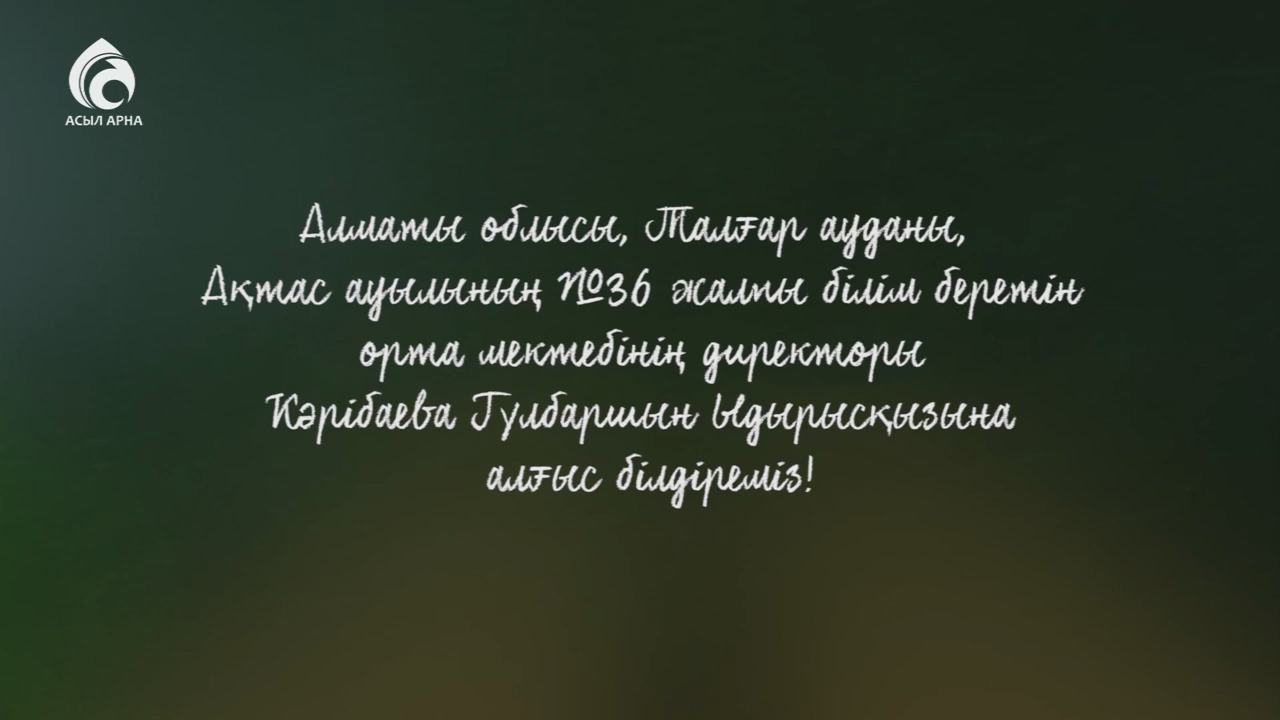 АСЫЛ АРНА
Алматы облысы, Талғар ауданы,
Ақтас ауылының №36 жалпы білім беретін
орта мектебінің директоры
Кәрібаева Гүлбаршын Ыдырысқызына
алғыс білдіреміз!